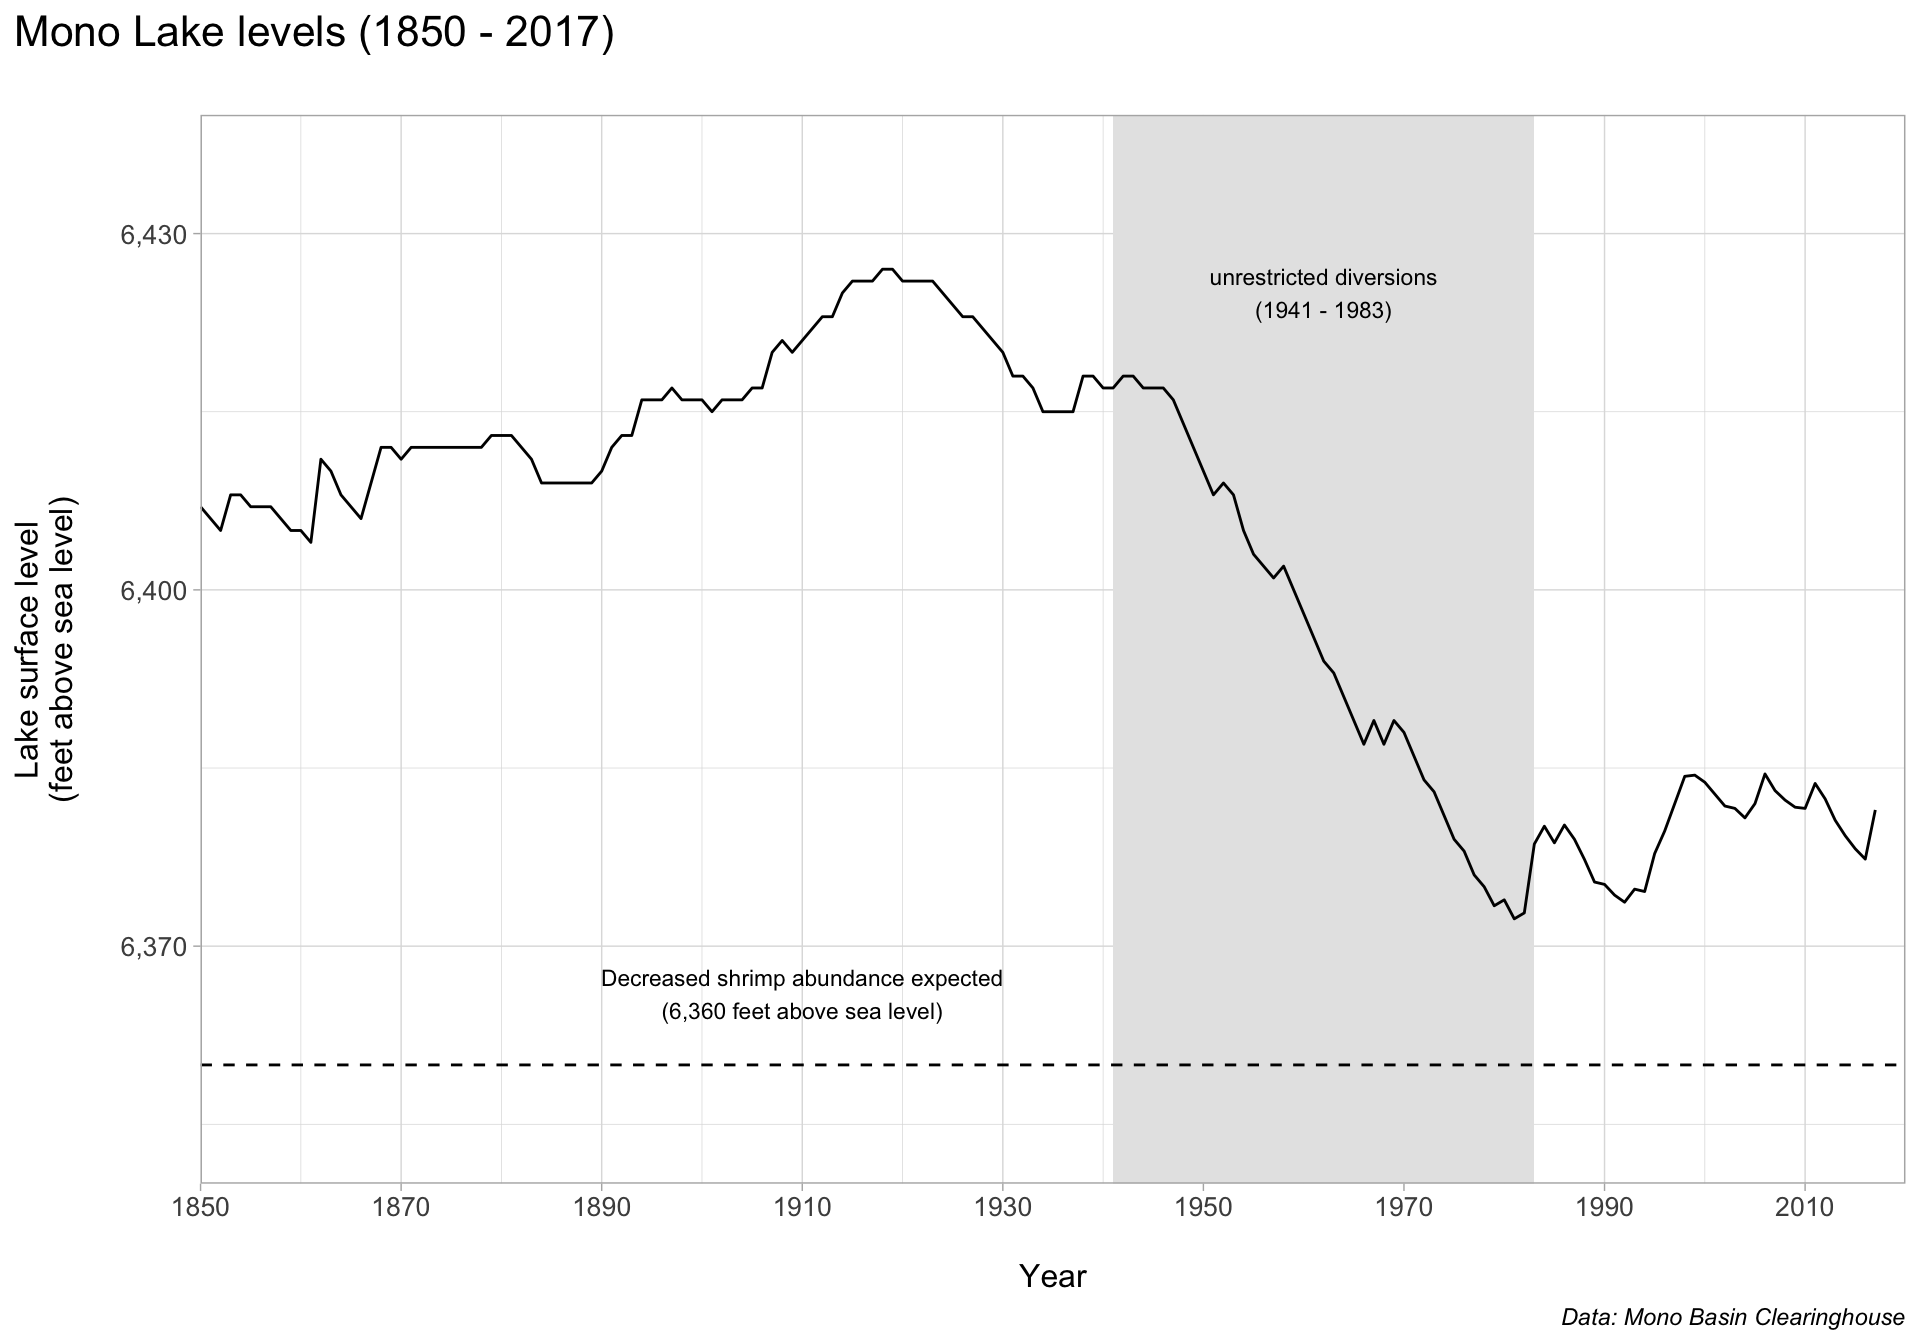 Mono Lake levels (1850 - 2017)
Lake surface level
(feet above sea level)
6,430
6,400
6,370
unrestricted diversions
(1941 - 1983)
Decreased shrimp abundance expected
(6,360 feet above sea level)
1850
1870
1890
1910
1930
1950
1970
1990
2010
Year
Data: Mono Basin Clearinghouse